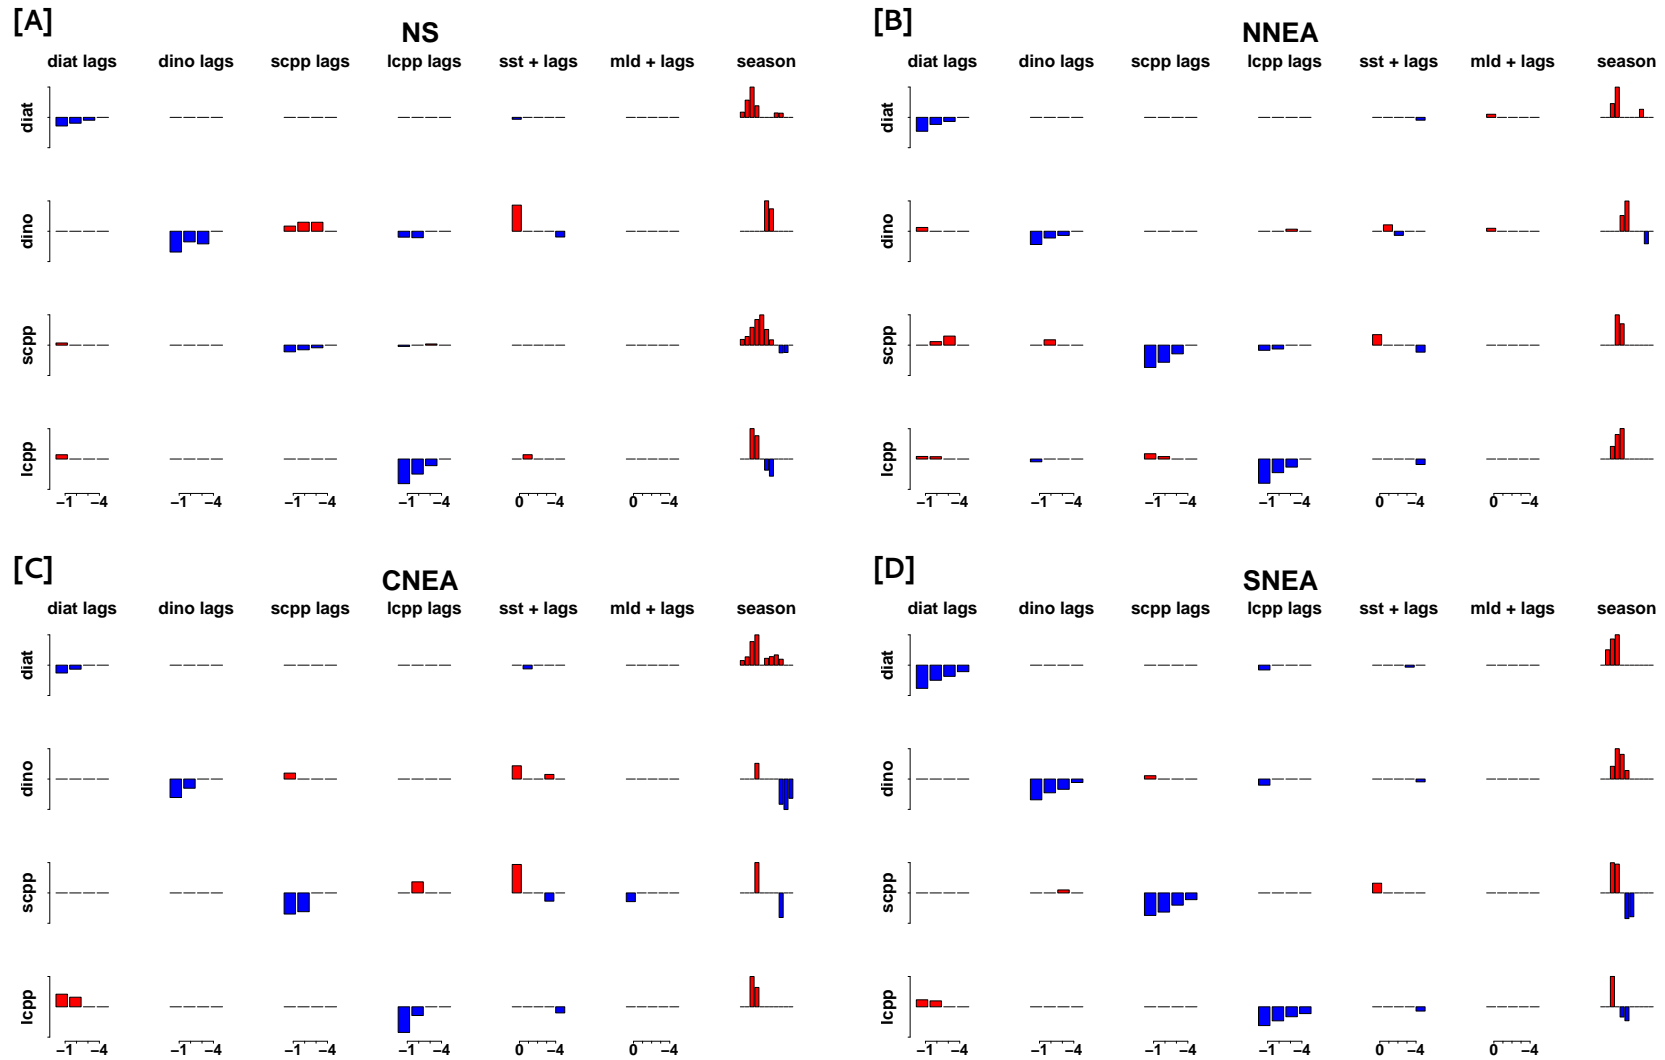 [A]
NS
diat lags dino lags scpp lags lcpp lags sst + lags mld + lags season
diat
dino
scpp
lcpp
−1 −4 −1 −4 −1 −4 −1 −4 0 −4 0 −4
[B]
NNEA
diat lags dino lags scpp lags lcpp lags sst + lags mld + lags season
diat
dino
scpp
lcpp
−1 −4 −1 −4 −1 −4 −1 −4 0 −4 0 −4
[C]
CNEA
diat lags dino lags scpp lags lcpp lags sst + lags mld + lags season
diat
dino
scpp
lcpp
−1 −4 −1 −4 −1 −4 −1 −4 0 −4 0 −4
[D]
SNEA
diat lags dino lags scpp lags lcpp lags sst + lags mld + lags season
diat
dino
scpp
lcpp
−1 −4 −1 −4 −1 −4 −1 −4 0 −4 0 −4